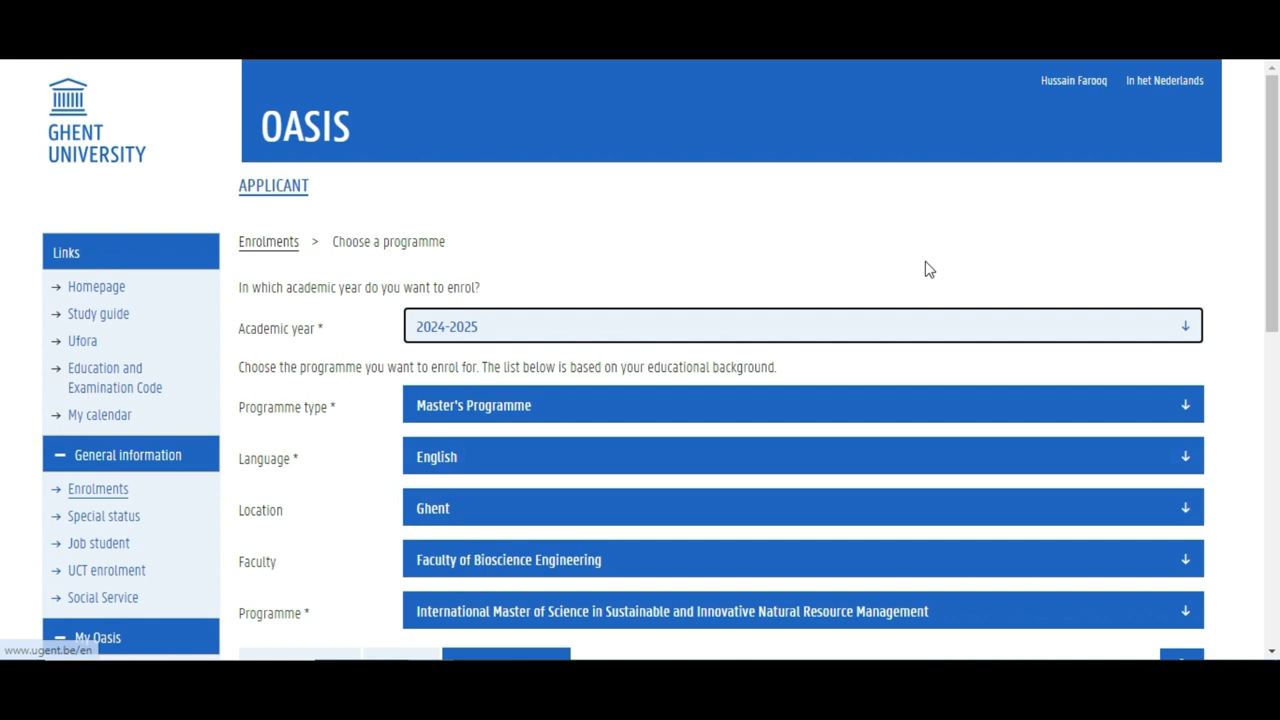 Hussain Farooq
In het Nederlands
GHENT
UNIVERSITY
OASIS
APPLICANT
Enrolments > Choose a programme
Links
→ Homepage
→ Study guide
→ Ufora
→ Education and
Examination Code
→ My calendar
General information
→ Enrolments
→ Special status
→ Job student
→ UCT enrolment
→ Social Service
My Oasis
In which academic year do you want to enrol?
Academic year *
2024-2025
Choose the programme you want to enrol for. The list below is based on your educational background.
Programme type *
Master's Programme
Language *
English
Location
Ghent
Faculty
Faculty of Bioscience Engineering
Programme *
International Master of Science in Sustainable and Innovative Natural Resource Management
www.ugent.be/en